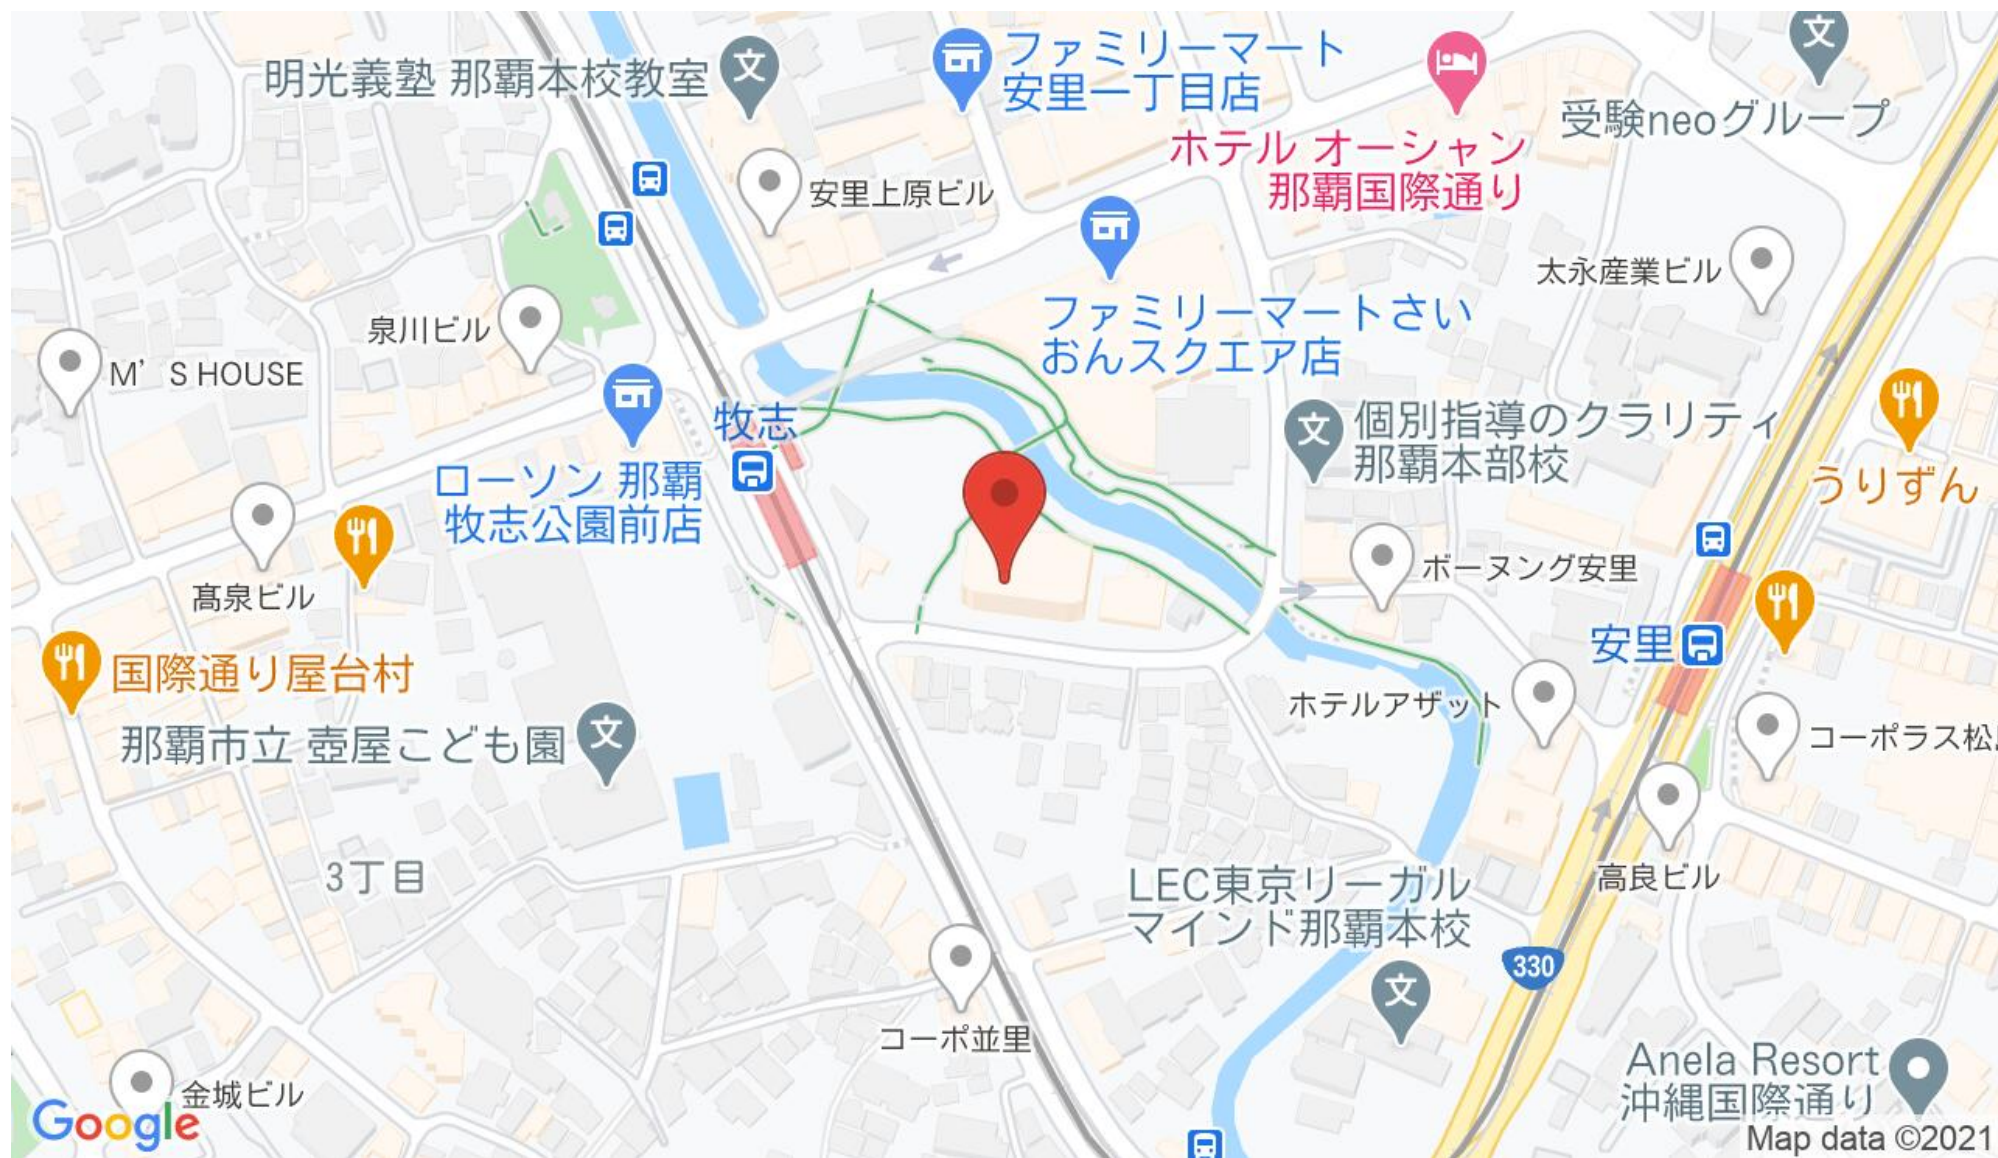 明光義塾 那覇本校教室
文
ファミリーマート
安里一丁目店
文
受験neoグループ
ホテル オーシャン
那覇国際通り
安里上原ビル
太永産業ビル
ファミリーマートさい
おんスクエア店
泉川ビル
M’S HOUSE
牧志
文
個別指導のクラリティ
那覇本部校
うりずん
ローソン 那覇
牧志公園前店
髙泉ビル
ボーヌング安里
安里
国際通り屋台村
ホテルアザット
那覇市立 壺屋こども園
文
コーポラス松
3丁目
LEC東京リーガル
マインド那覇本校
高良ビル
330
文
コーポ並里
Anela Resort
沖縄国際通り
金城ビル
Google
Map data ©2021